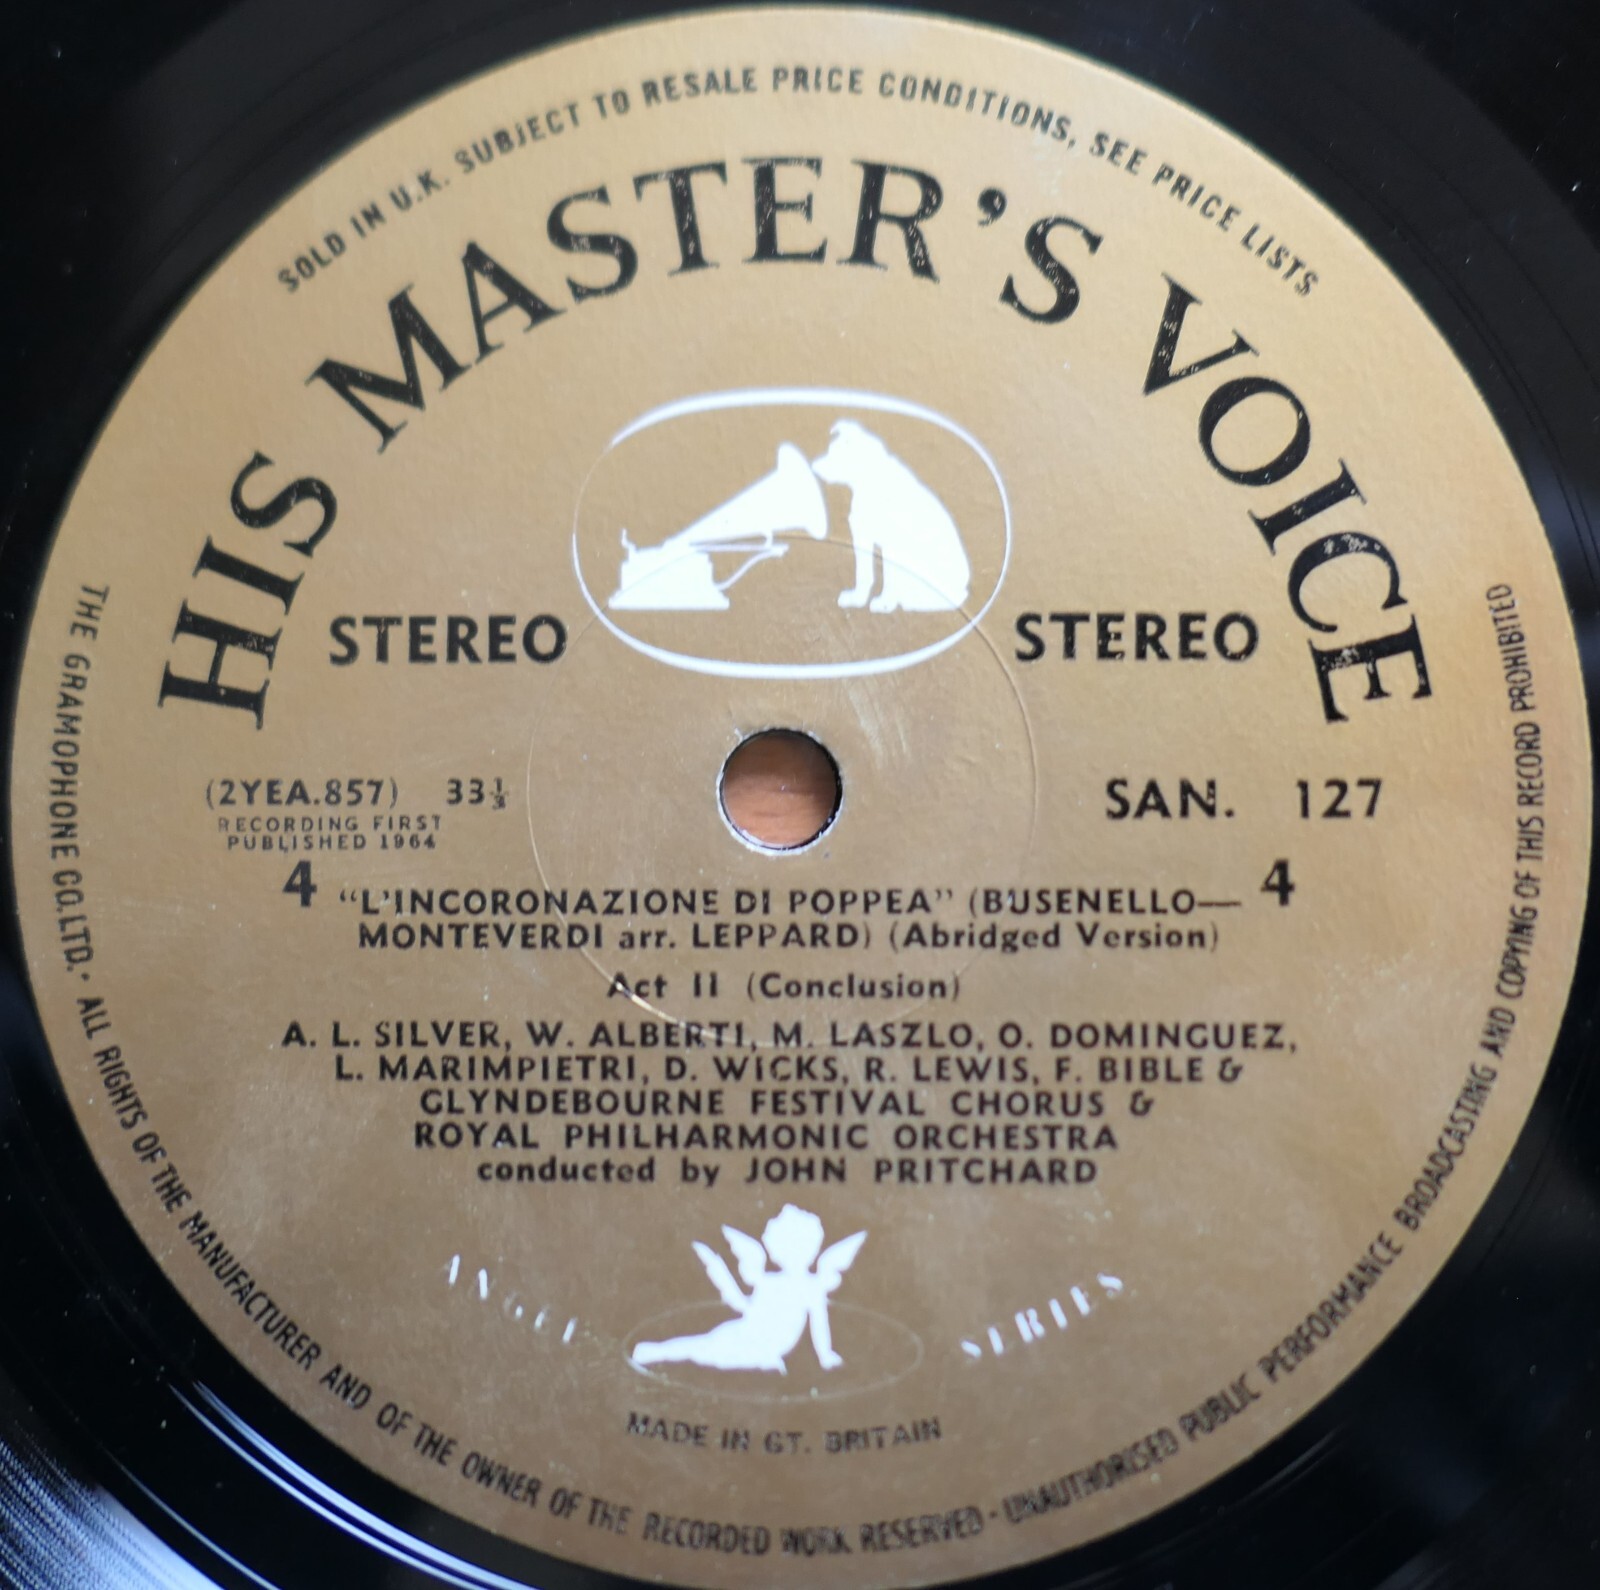 SOLD IN U.K. SUBJECT TO RESALE PRICE CONDITIONS, SEE PRICE LISTS
HIS MASTER'S VOICE
STEREO STEREO
(2YEA.857) 33⅓ SAN. 127
RECORDING FIRST
PUBLISHED 1964
4 "L'INCORONAZIONE DI POPPEA" (BUSENELLO— 4
MONTEVERDI arr. LEPPARD) (Abridged Version)
Act II (Conclusion)
A. L. SILVER, W. ALBERTI, M. LASZLO, O. DOMINGUEZ,
L. MARIMPIETRI, D. WICKS, R. LEWIS, F. BIBLE &
GLYNDEBOURNE FESTIVAL CHORUS &
ROYAL PHILHARMONIC ORCHESTRA
conducted by JOHN PRITCHARD
ANGEL SERIES
MADE IN GT. BRITAIN
THE GRAMOPHONE CO.LTD. · ALL RIGHTS OF THE MANUFACTURER AND OF THE OWNER OF THE RECORDED WORK RESERVED · UNAUTHORISED PUBLIC PERFORMANCE BROADCASTING AND COPYING OF THIS RECORD PROHIBITED